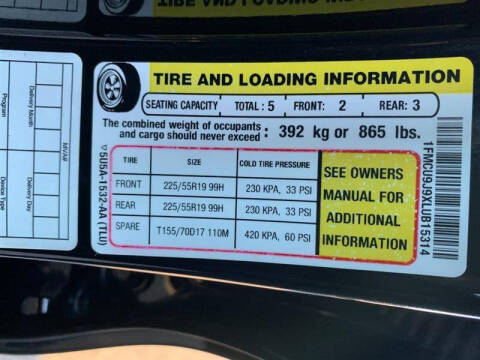 TIRE AND LOADING INFORMATION
SEATING CAPACITY TOTAL : 5 FRONT: 2 REAR: 3
The combined weight of occupants
and cargo should never exceed : 392 kg or 865 lbs.
TIRE SIZE COLD TIRE PRESSURE
FRONT 225/55R19 99H 230 KPA, 33 PSI
REAR 225/55R19 99H 230 KPA, 33 PSI
SPARE T155/70D17 110M 420 KPA, 60 PSI
SEE OWNERS
MANUAL FOR
ADDITIONAL
INFORMATION
5U5A-1532-AA (TLU)
1FMCU9J9XLUB15314
MVA#
Delivery Month
Program
Device Type